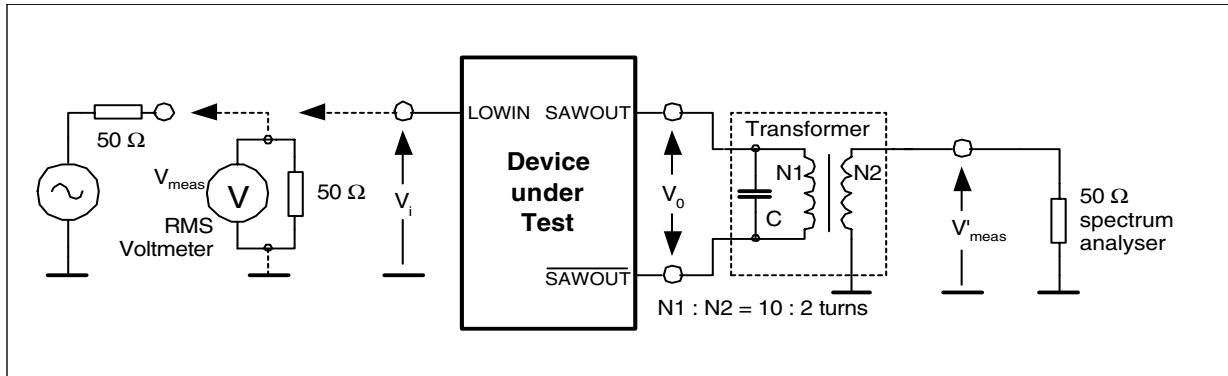 50 Ω
V meas
RMS
Voltmeter
V
50 Ω
Vi
LOWIN
SAWOUT
Device
under
Test
SAWOUT
V0
Transformer
N1
N2
C
N1 : N2 = 10 : 2 turns
V'meas
50 Ω
spectrum
analyser